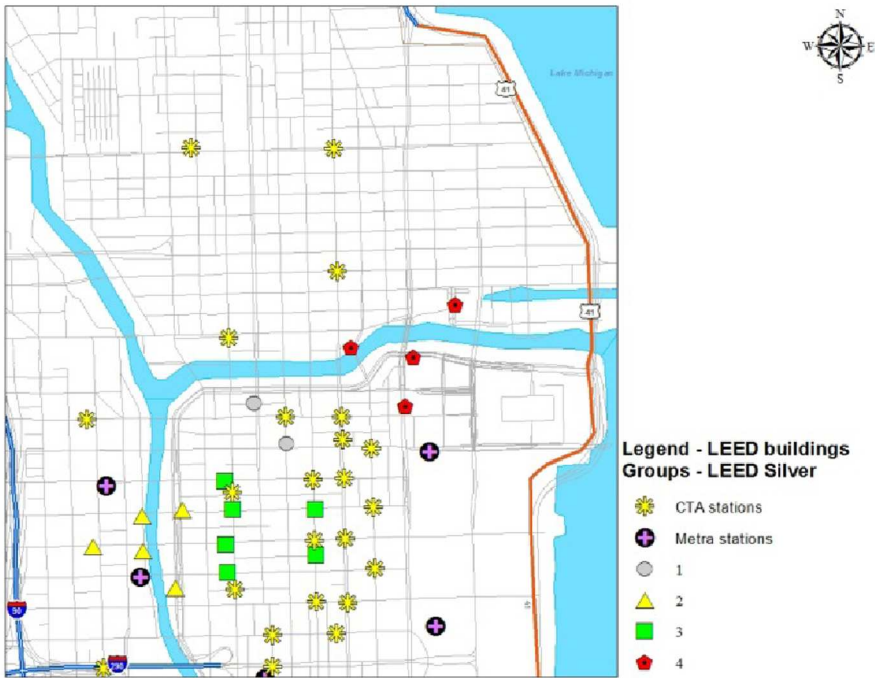 N
W E
S
Lake Michigan
41
41
Legend - LEED buildings
Groups - LEED Silver
CTA stations
Metra stations
1
2
3
4
90
290
41